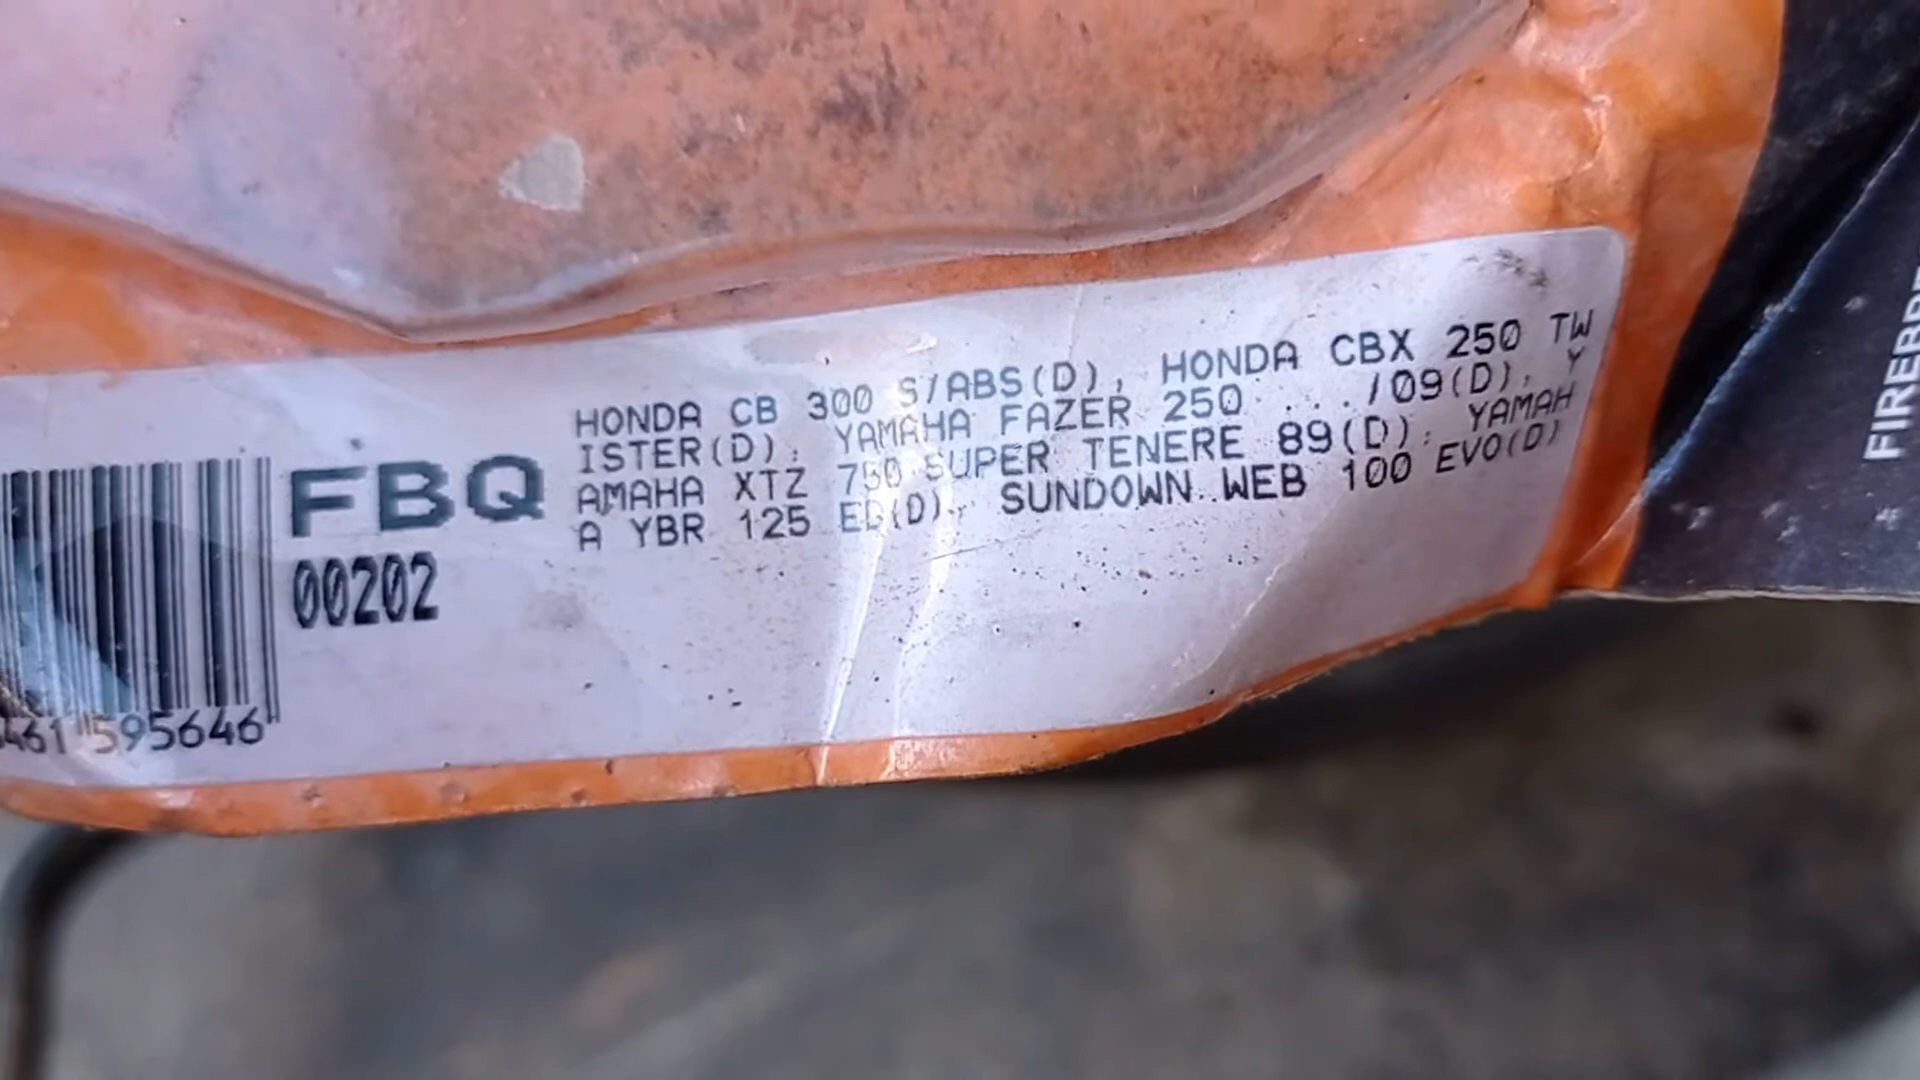 HONDA CB 300 S/ABS(D), HONDA CBX 250 TW
ISTER(D), YAMAHA FAZER 250 .../09(D), Y
AMAHA XTZ 750 SUPER TENERE 89(D), YAMAH
A YBR 125 ED(D), SUNDOWN WEB 100 EVO(D)
FBQ
00202
461 595646